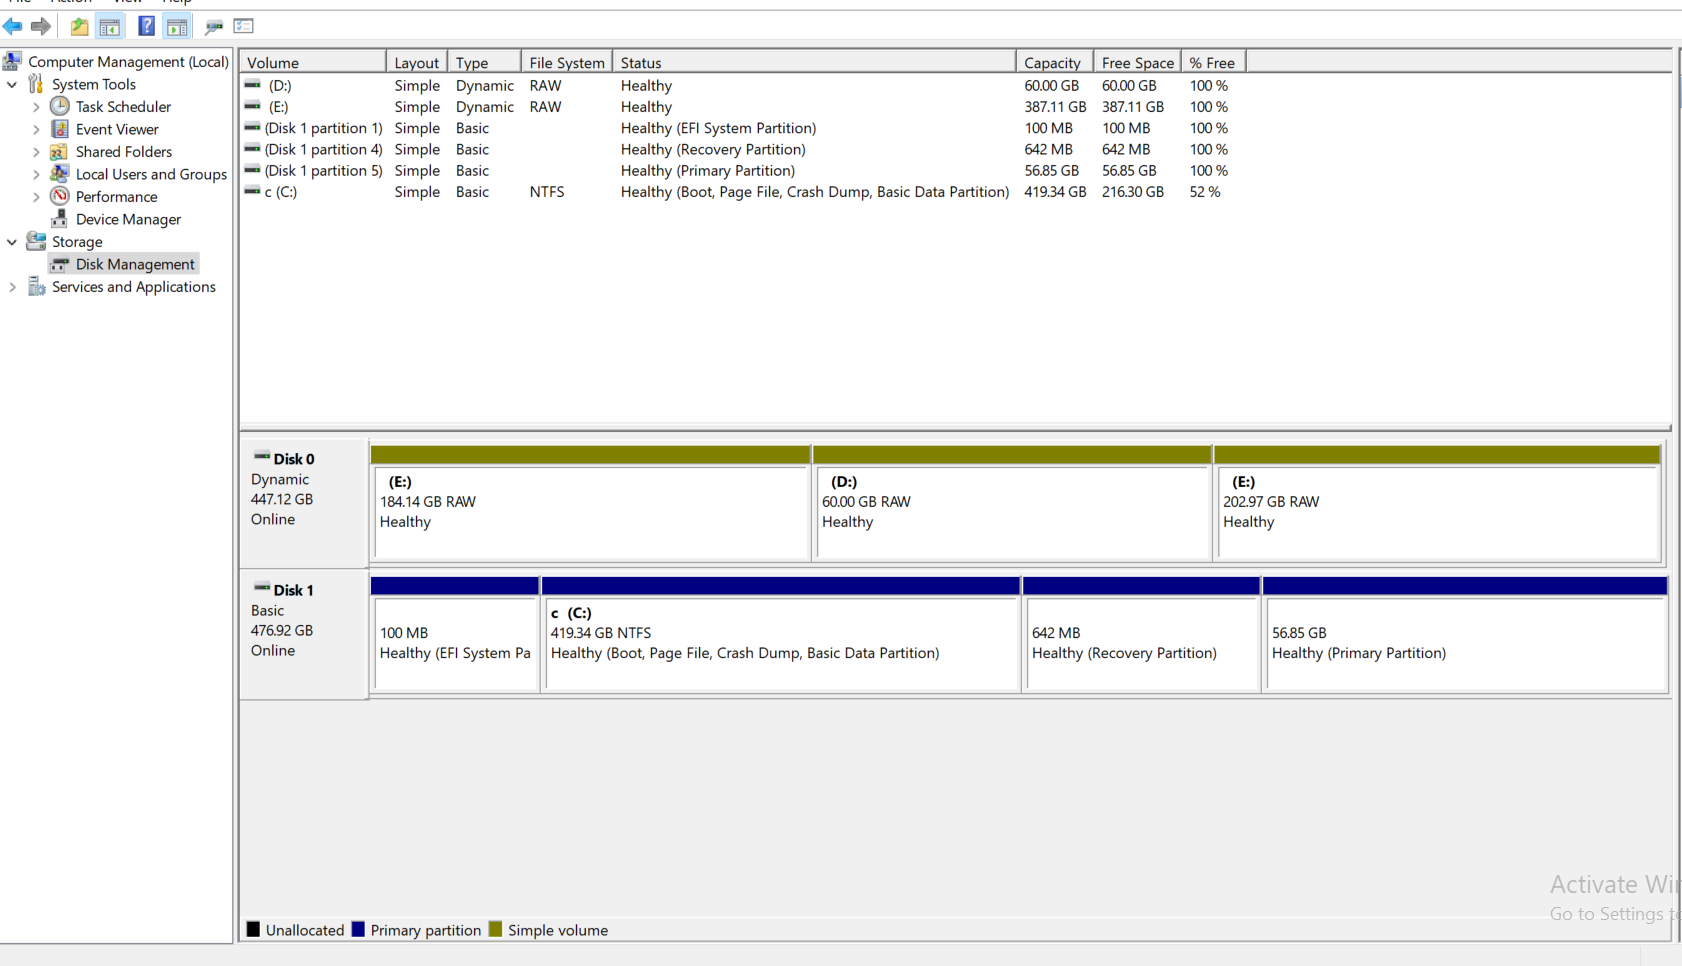 Computer Management (Local)
System Tools
Task Scheduler
Event Viewer
Shared Folders
Local Users and Groups
Performance
Device Manager
Storage
Disk Management
Services and Applications
Volume Layout Type File System Status Capacity Free Space % Free
(D:) Simple Dynamic RAW Healthy 60.00 GB 60.00 GB 100 %
(E:) Simple Dynamic RAW Healthy 387.11 GB 387.11 GB 100 %
(Disk 1 partition 1) Simple Basic Healthy (EFI System Partition) 100 MB 100 MB 100 %
(Disk 1 partition 4) Simple Basic Healthy (Recovery Partition) 642 MB 642 MB 100 %
(Disk 1 partition 5) Simple Basic Healthy (Primary Partition) 56.85 GB 56.85 GB 100 %
c (C:) Simple Basic NTFS Healthy (Boot, Page File, Crash Dump, Basic Data Partition) 419.34 GB 216.30 GB 52 %
Disk 0
Dynamic
447.12 GB
Online
(E:)
184.14 GB RAW
Healthy
(D:)
60.00 GB RAW
Healthy
(E:)
202.97 GB RAW
Healthy
Disk 1
Basic
476.92 GB
Online
100 MB
Healthy (EFI System Pa
c (C:)
419.34 GB NTFS
Healthy (Boot, Page File, Crash Dump, Basic Data Partition)
642 MB
Healthy (Recovery Partition)
56.85 GB
Healthy (Primary Partition)
Activate Wi
Go to Settings t
Unallocated Primary partition Simple volume